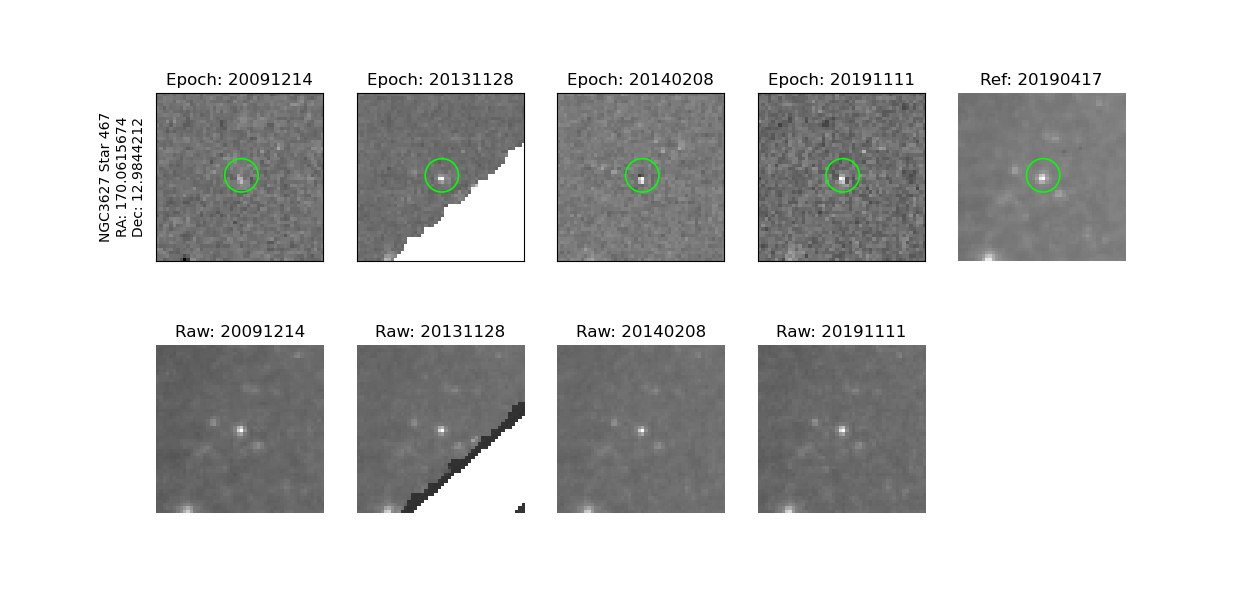 NGC3627 Star 467
RA: 170.0615674
Dec: 12.9844212
Epoch: 20091214
Epoch: 20131128
Epoch: 20140208
Epoch: 20191111
Ref: 20190417
Raw: 20091214
Raw: 20131128
Raw: 20140208
Raw: 20191111